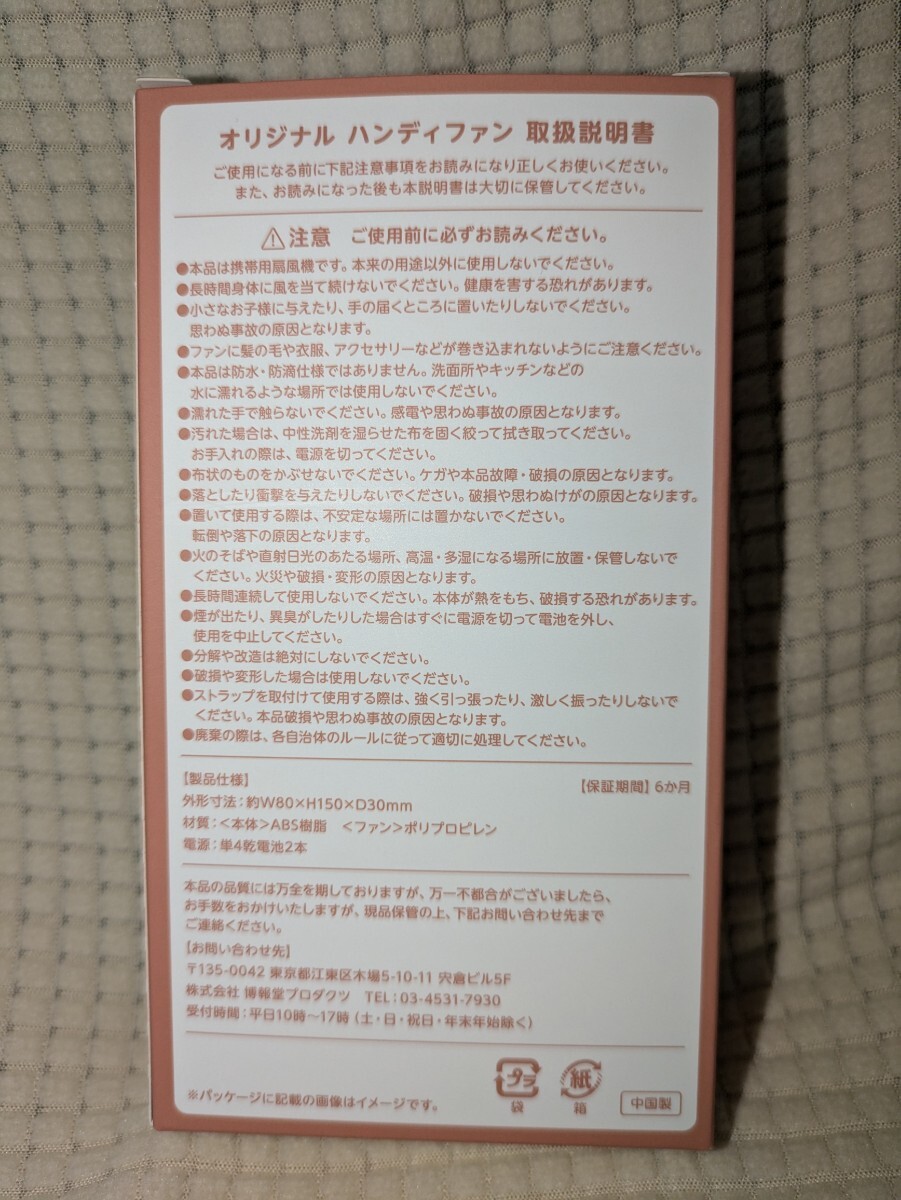 オリジナル ハンディファン 取扱説明書
ご使用になる前に下記注意事項をお読みになり正しくお使いください。
また、お読みになった後も本説明書は大切に保管してください。
注意 ご使用前に必ずお読みください。
●本品は携帯用扇風機です。本来の用途以外に使用しないでください。
●長時間身体に風を当て続けないでください。健康を害する恐れがあります。
●小さなお子様に与えたり、手の届くところに置いたりしないでください。
思わぬ事故の原因となります。
●ファンに髪の毛や衣服、アクセサリーなどが巻き込まれないようにご注意ください。
●本品は防水・防滴仕様ではありません。洗面所やキッチンなどの
水に濡れるような場所では使用しないでください。
●濡れた手で触らないでください。感電や思わぬ事故の原因となります。
●汚れた場合は、中性洗剤を湿らせた布を固く絞って拭き取ってください。
お手入れの際は、電源を切ってください。
●布状のものをかぶせないでください。ケガや本品故障・破損の原因となります。
●落としたり衝撃を与えたりしないでください。破損や思わぬけがの原因となります。
●置いて使用する際は、不安定な場所には置かないでください。
転倒や落下の原因となります。
●火のそばや直射日光のあたる場所、高温・多湿になる場所に放置・保管しないで
ください。火災や破損・変形の原因となります。
●長時間連続して使用しないでください。本体が熱をもち、破損する恐れがあります。
●煙が出たり、異臭がしたりした場合はすぐに電源を切って電池を外し、
使用を中止してください。
●分解や改造は絶対にしないでください。
●破損や変形した場合は使用しないでください。
●ストラップを取付けて使用する際は、強く引っ張ったり、激しく振ったりしないで
ください。本品破損や思わぬ事故の原因となります。
●廃棄の際は、各自治体のルールに従って適切に処理してください。
【製品仕様】 【保証期間】6か月
外形寸法:約W80×H150×D30mm
材質:<本体>ABS樹脂 <ファン>ポリプロピレン
電源:単4乾電池2本
本品の品質には万全を期しておりますが、万一不都合がございましたら、
お手数をおかけいたしますが、現品保管の上、下記お問い合わせ先まで
ご連絡ください。
【お問い合わせ先】
〒135-0042 東京都江東区木場5-10-11 宍倉ビル5F
株式会社 博報堂プロダクツ TEL:03-4531-7930
受付時間:平日10時〜17時(土・日・祝日・年末年始除く)
プラ 紙
袋 箱 中国製
※パッケージに記載の画像はイメージです。